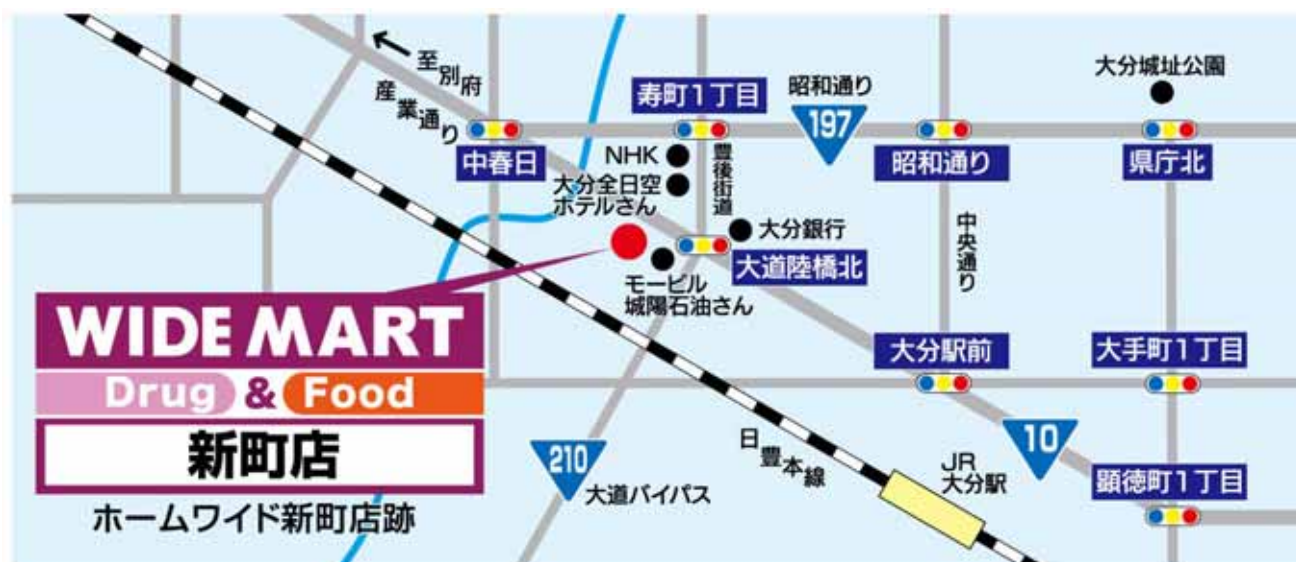 至別府
産業通り
寿町1丁目
昭和通り
197
大分城址公園
中春日
NHK
大分全日空
ホテルさん
豊後街道
昭和通り
県庁北
大分銀行
大道陸橋北
モービル
城陽石油さん
中央通り
WIDE MART
Drug & Food
新町店
ホームワイド新町店跡
大分駅前
大手町1丁目
210
大道バイパス
日豊本線
JR
大分駅
10
顕徳町1丁目